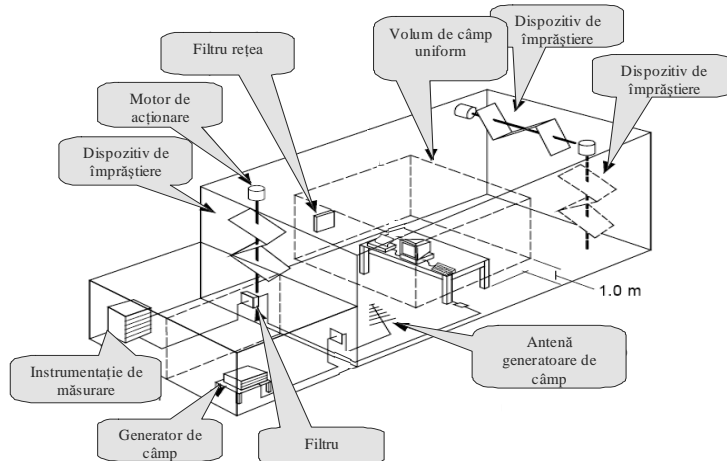 Dispozitiv de
împrăștiere
Filtru rețea
Volum de câmp
uniform
Dispozitiv de
împrăștiere
Motor de
acționare
Dispozitiv de
împrăștiere
1.0 m
Instrumentație de
măsurare
Antenă
generatoare de
câmp
Generator de
câmp
Filtru